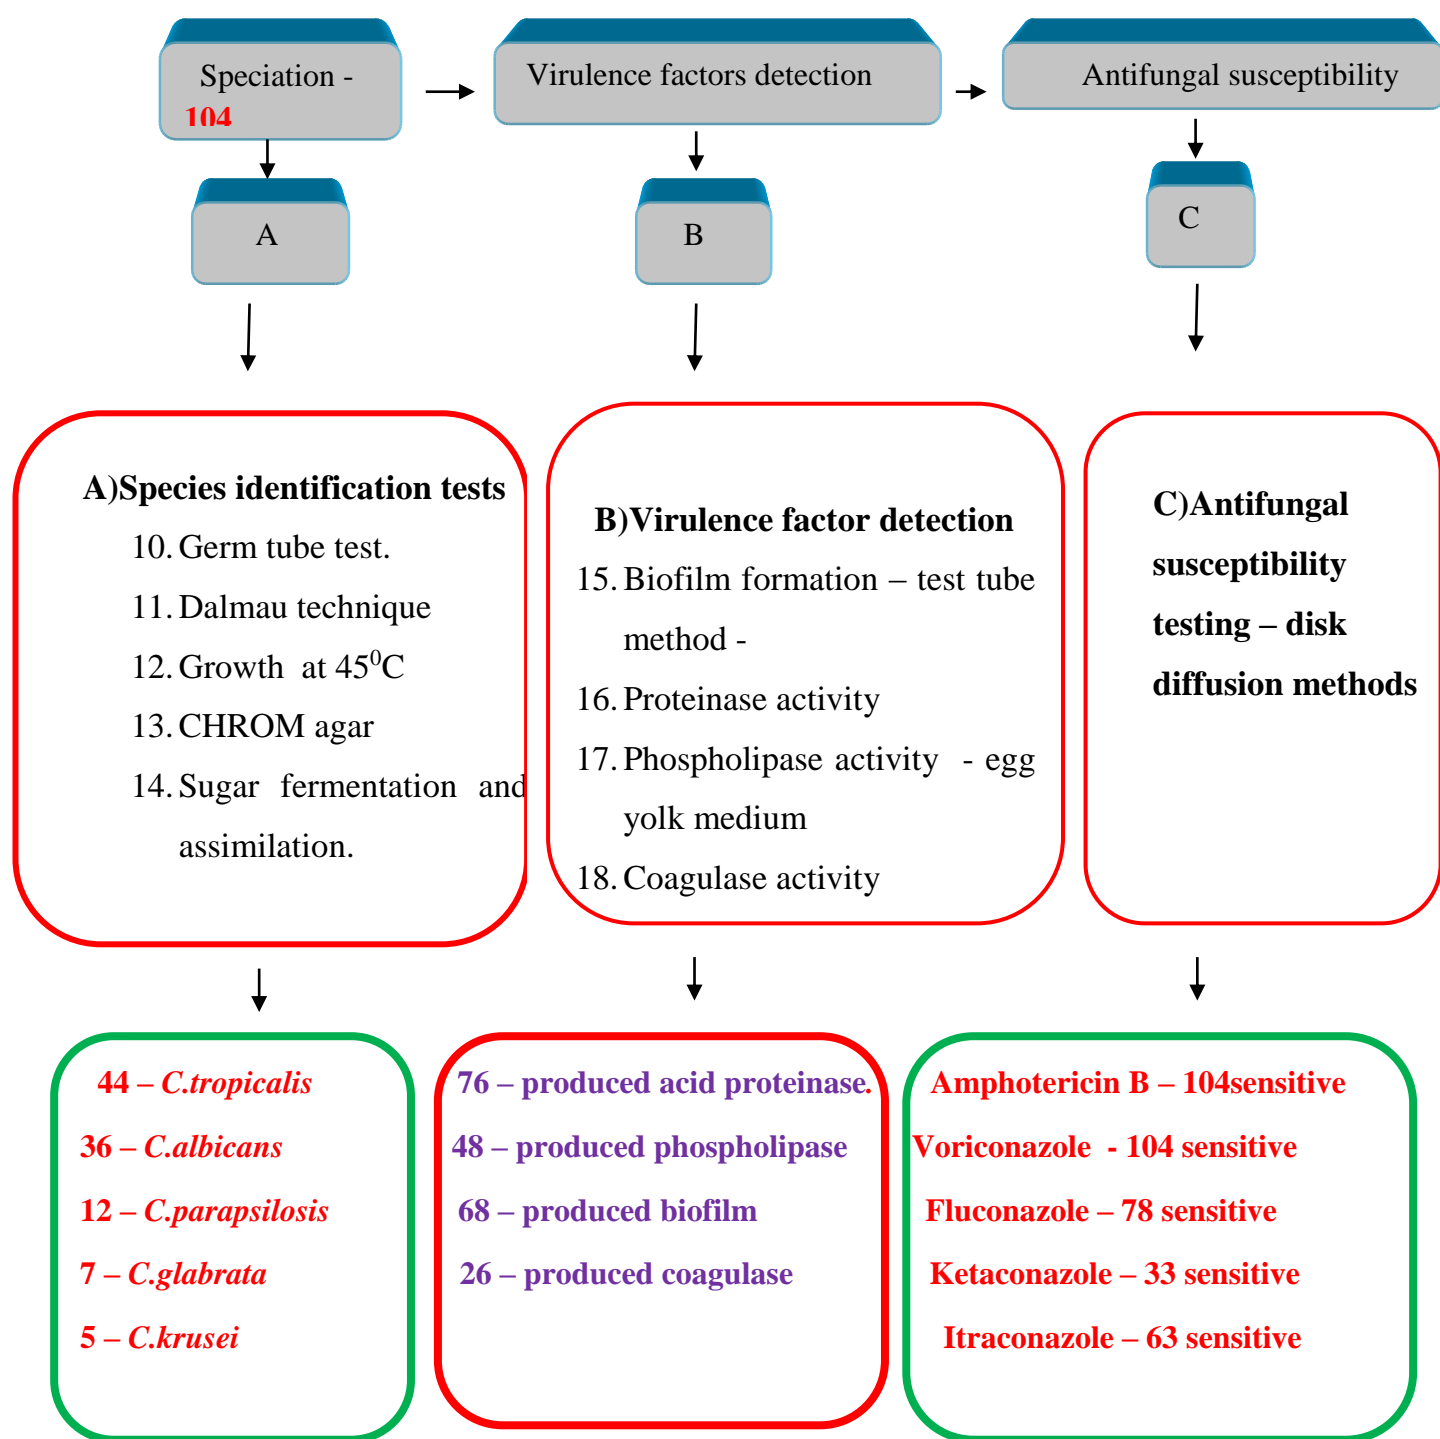 Speciation -
104
Virulence factors detection
Antifungal susceptibility
A
B
C
A)Species identification tests
10. Germ tube test.
11. Dalmau technique
12. Growth at 45⁰C
13. CHROM agar
14. Sugar fermentation and
assimilation.
B)Virulence factor detection
15. Biofilm formation – test tube
method -
16. Proteinase activity
17. Phospholipase activity - egg
yolk medium
18. Coagulase activity
C)Antifungal
susceptibility
testing – disk
diffusion methods
44 – C.tropicalis
36 – C.albicans
12 – C.parapsilosis
7 – C.glabrata
5 – C.krusei
76 – produced acid proteinase.
48 – produced phospholipase
68 – produced biofilm
26 – produced coagulase
Amphotericin B – 104sensitive
Voriconazole - 104 sensitive
Fluconazole – 78 sensitive
Ketaconazole – 33 sensitive
Itraconazole – 63 sensitive